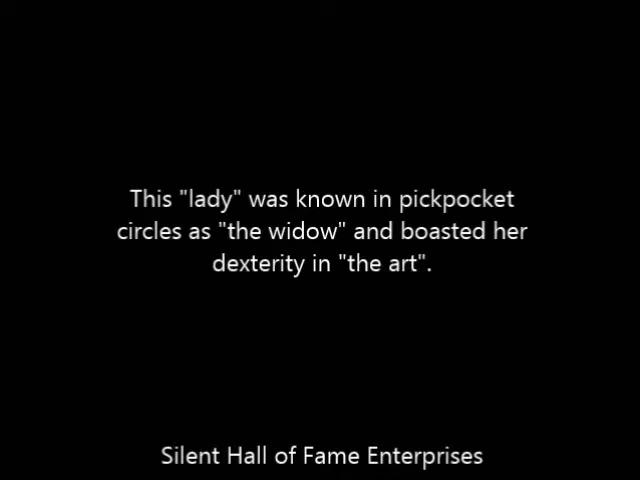 This "lady" was known in pickpocket
circles as "the widow" and boasted her
dexterity in "the art".
Silent Hall of Fame Enterprises